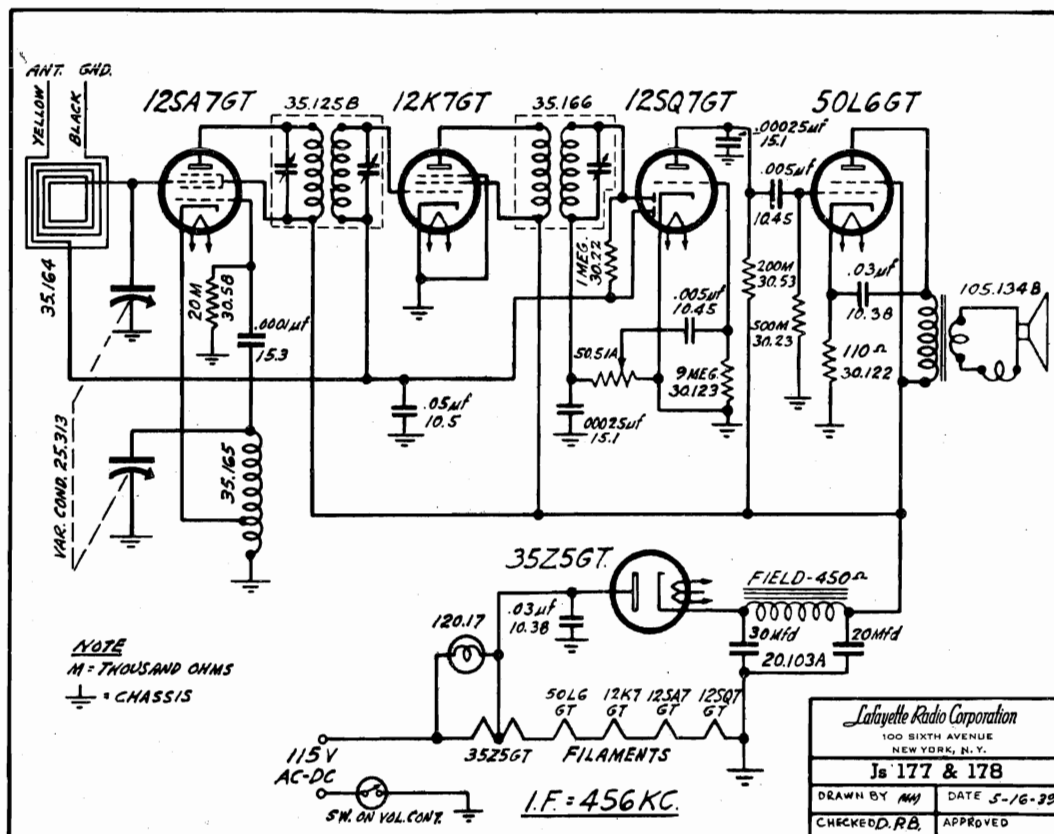 ANT. GND.
YELLOW
BLACK
12SA7GT
35.125B
12K7GT
35.166
12SQ7GT
50L6GT
.00025µf
15.1
.005µf
10.45
35.164
20M
30.58
.0001µf
15.3
1 MEG.
30.22
.005µf
10.45
200M
30.53
500M
30.23
.03µf
10.38
105.134B
50.51A
9 MEG.
30.123
110Ω
30.122
.05µf
10.5
.00025µf
15.1
VAR. COND. 25.313
35.165
35Z5GT.
FIELD-450Ω
.03µf
10.38
30Mfd
20Mfd
20.103A
120.17
NOTE
M = THOUSAND OHMS
= CHASSIS
50L6 GT
12K7 GT
12SA7 GT
12SQ7 GT
35Z5GT
FILAMENTS
115V
AC-DC
SW. ON VOL. CONT.
I.F. = 456 KC.
Lafayette Radio Corporation
100 SIXTH AVENUE
NEW YORK, N. Y.
Js 177 & 178
DRAWN BY
DATE 5-16-39
CHECKED D.R.B.
APPROVED